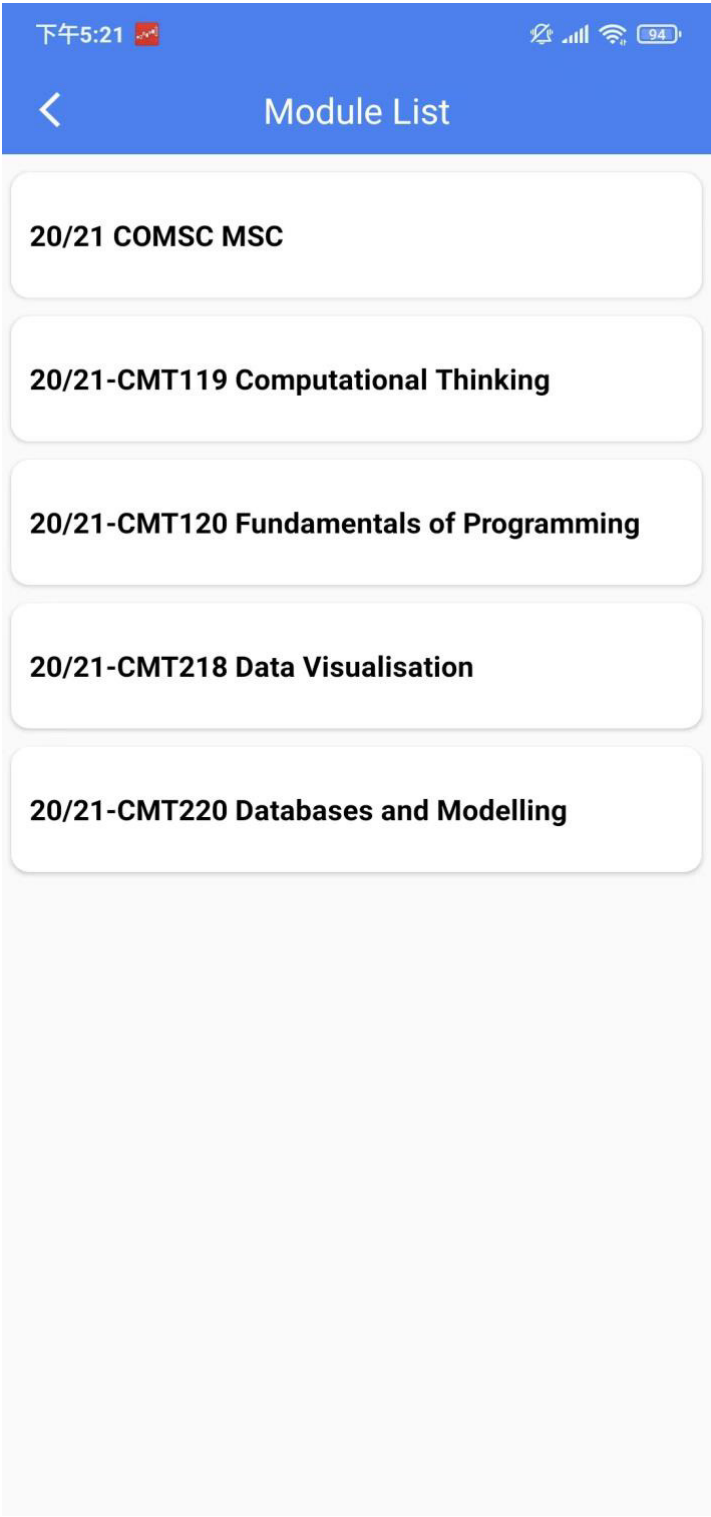 下午5:21
94
Module List
20/21 COMSC MSC
20/21-CMT119 Computational Thinking
20/21-CMT120 Fundamentals of Programming
20/21-CMT218 Data Visualisation
20/21-CMT220 Databases and Modelling